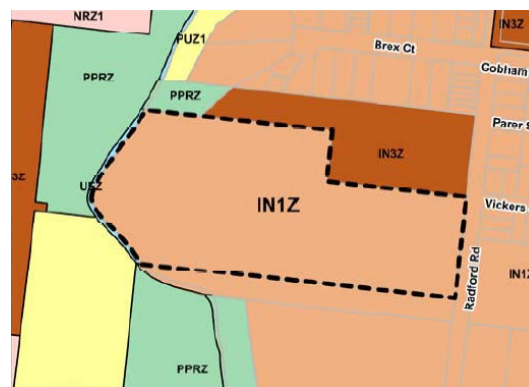 NRZ1
PUZ1
IN3Z
Brex Ct
Cobham
PPRZ
PPRZ
Parer S
IN3Z
3Z
UFZ
IN1Z
Vickers
Radford Rd
IN1Z
PPRZ